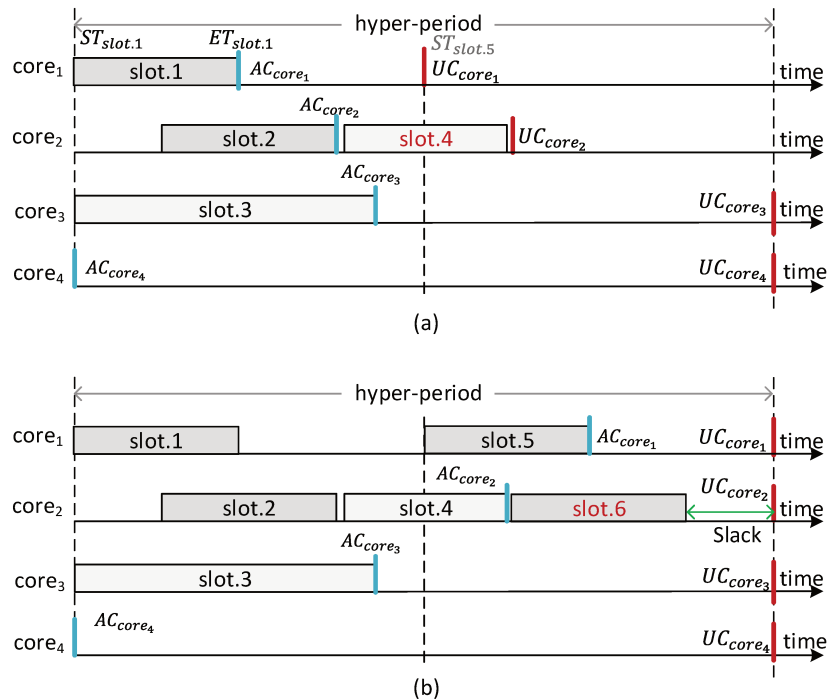 hyper-period
ST_slot.1 ET_slot.1 ST_slot.5
core₁ slot.1 AC_core₁ UC_core₁ time
AC_core₂
core₂ slot.2 slot.4 UC_core₂ time
AC_core₃
core₃ slot.3 UC_core₃ time
core₄ AC_core₄ UC_core₄ time
(a)
hyper-period
core₁ slot.1 slot.5 AC_core₁ UC_core₁ time
AC_core₂ UC_core₂
core₂ slot.2 slot.4 slot.6 time
Slack
AC_core₃
core₃ slot.3 UC_core₃ time
core₄ AC_core₄ UC_core₄ time
(b)